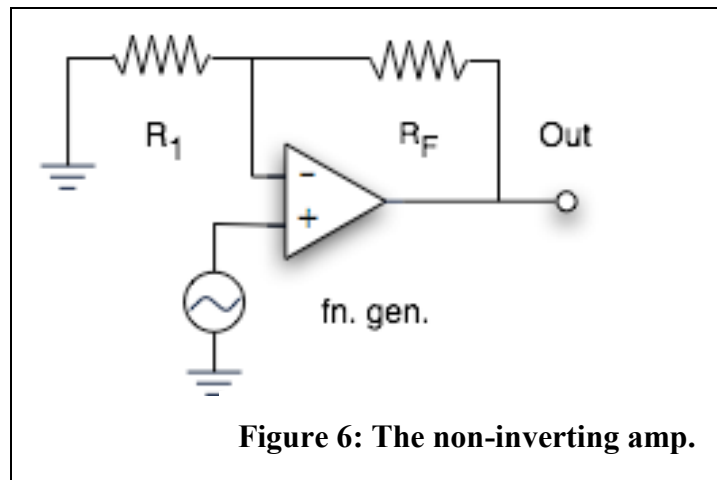 R1
RF
Out
-
+
fn. gen.
Figure 6: The non-inverting amp.